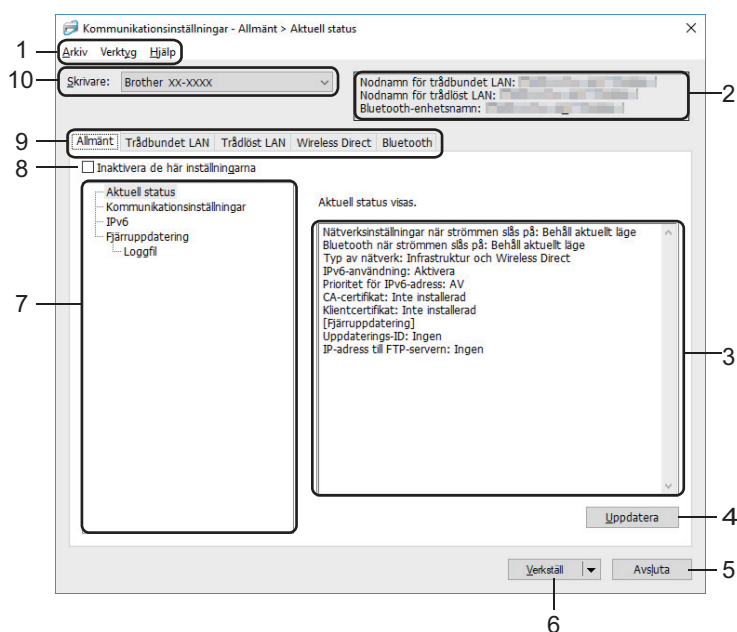 Kommunikationsinställningar - Allmänt > Aktuell status
1
Arkiv Verktyg Hjälp
10
Skrivare: Brother XX-XXXX
Nodnamn för trådbundet LAN:
Nodnamn för trådlöst LAN:
Bluetooth-enhetsnamn:
2
9
Allmänt Trådbundet LAN Trådlöst LAN Wireless Direct Bluetooth
8
Inaktivera de här inställningarna
7
Aktuell status
Kommunikationsinställningar
IPv6
Fjärruppdatering
Loggfil
Aktuell status visas.
Nätverksinställningar när strömmen slås på: Behåll aktuellt läge
Bluetooth när strömmen slås på: Behåll aktuellt läge
Typ av nätverk: Infrastruktur och Wireless Direct
IPv6-användning: Aktivera
Prioritet för IPv6-adress: AV
CA-certifikat: Inte installerad
Klientcertifikat: Inte installerad
[Fjärruppdatering]
Uppdaterings-ID: Ingen
IP-adress till FTP-servern: Ingen
3
Uppdatera
4
Verkställ
Avsluta
5
6